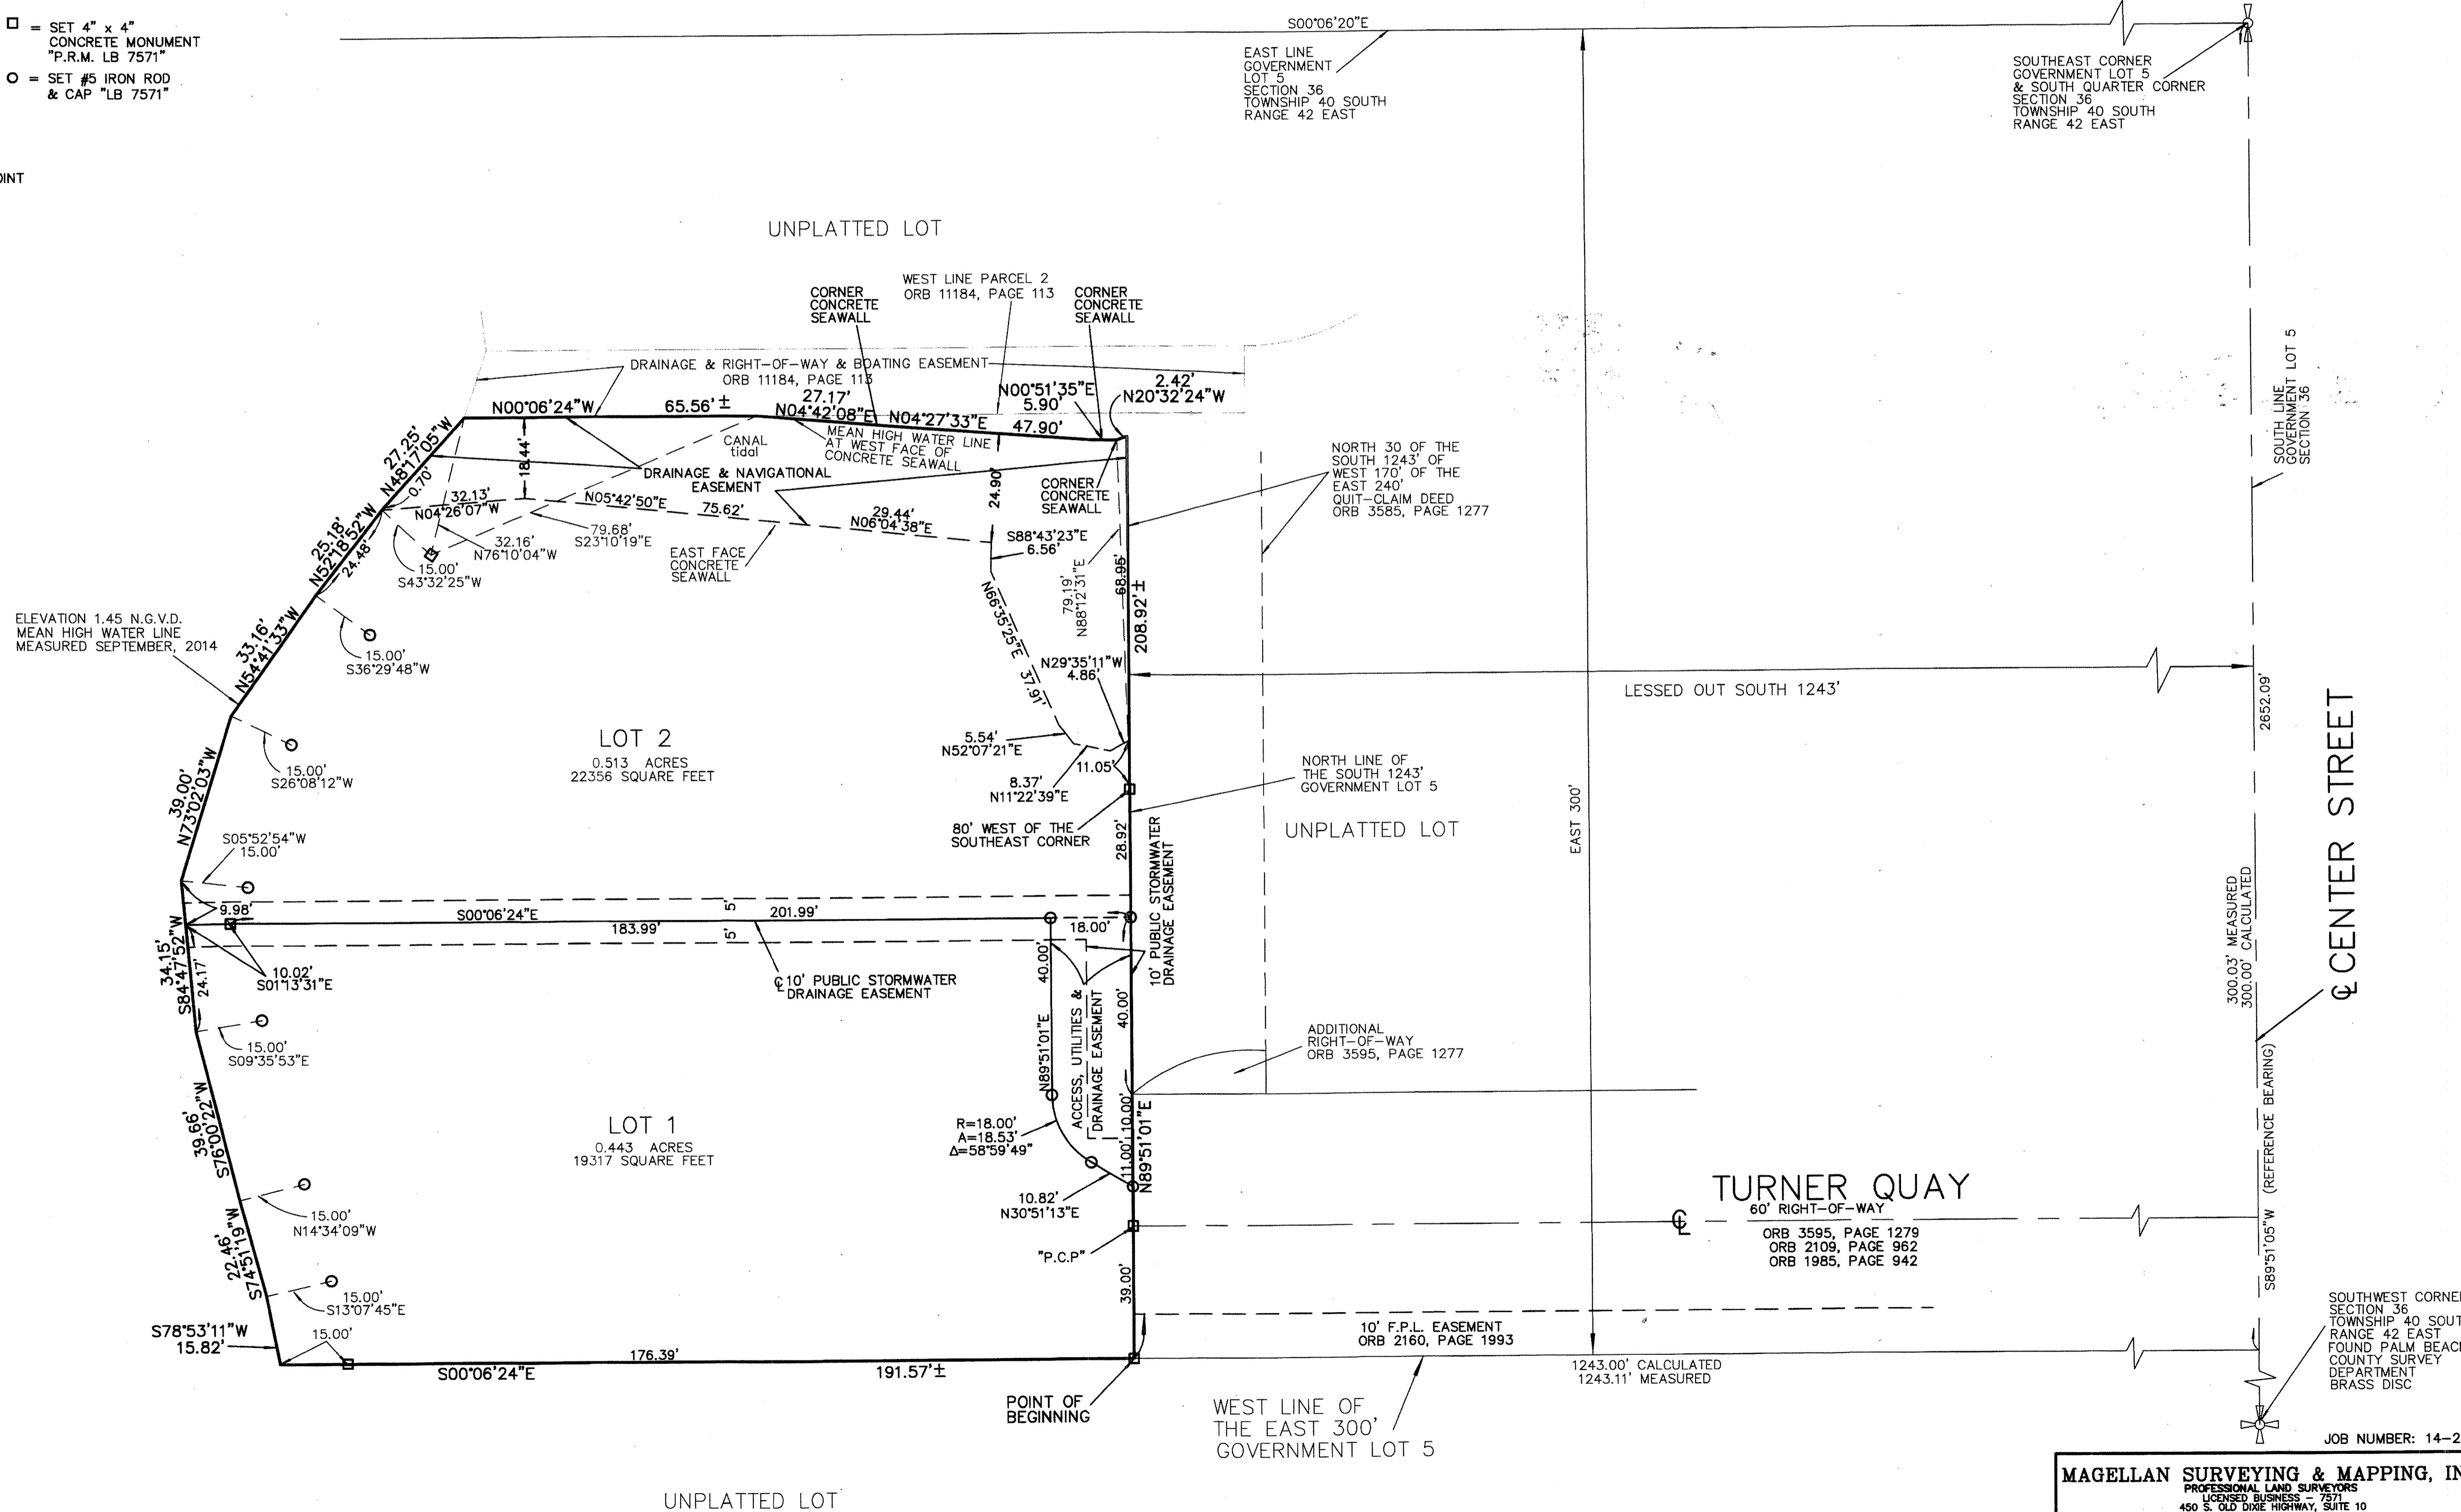 = SET 4" x 4"
CONCRETE MONUMENT
"P.R.M. LB 7571"
= SET #5 IRON ROD
& CAP "LB 7571"
S00°06'20"E
EAST LINE
GOVERNMENT
LOT 5
SECTION 36
TOWNSHIP 40 SOUTH
RANGE 42 EAST
SOUTHEAST CORNER
GOVERNMENT LOT 5
& SOUTH QUARTER CORNER
SECTION 36
TOWNSHIP 40 SOUTH
RANGE 42 EAST
UNPLATTED LOT
CORNER
CONCRETE
SEAWALL
WEST LINE PARCEL 2
ORB 11184, PAGE 113
CORNER
CONCRETE
SEAWALL
DRAINAGE & RIGHT-OF-WAY & BOATING EASEMENT
ORB 11184, PAGE 113
N00°06'24"W
65.56'±
27.17'
N04°42'08"E
N04°27'33"E
47.90'
N00°51'35"E
5.90'
2.42'
N20°32'24"W
CANAL
tidal
MEAN HIGH WATER LINE
AT WEST FACE OF
CONCRETE SEAWALL
27.25'
N48°17'05"W
0.70'
18.44'
DRAINAGE & NAVIGATIONAL
EASEMENT
24.90'
CORNER
CONCRETE
SEAWALL
32.13'
N04°26'07"W
N05°42'50"E
75.62'
29.44'
N06°04'38"E
79.68'
S23°10'19"E
32.16'
N76°10'04"W
15.00'
S43°32'25"W
EAST FACE
CONCRETE
SEAWALL
S88°43'23"E
6.56'
79.19'
N88°12'31"E
68.95'
208.92'±
NORTH 30 OF THE
SOUTH 1243' OF
WEST 170' OF THE
EAST 240'
QUIT-CLAIM DEED
ORB 3585, PAGE 1277
SOUTH LINE
GOVERNMENT LOT 5
SECTION 36
25.18'
N52°18'52"W
24.48'
ELEVATION 1.45 N.G.V.D.
MEAN HIGH WATER LINE
MEASURED SEPTEMBER, 2014
33.16'
N54°41'33"W
15.00'
S36°29'48"W
N66°35'25"E 37.91'
N29°35'11"W
4.86'
LESSED OUT SOUTH 1243'
2652.09'
LOT 2
0.513 ACRES
22356 SQUARE FEET
5.54'
N52°07'21"E
11.05'
8.37'
N11°22'39"E
39.00'
N73°02'03"W
15.00'
S26°08'12"W
NORTH LINE OF
THE SOUTH 1243'
GOVERNMENT LOT 5
80' WEST OF THE
SOUTHEAST CORNER
28.92'
UNPLATTED LOT
EAST 300'
10' PUBLIC STORMWATER
DRAINAGE EASEMENT
℄ CENTER STREET
S05°52'54"W
15.00'
9.98'
S00°06'24"E
201.99'
183.99'
5'
5'
18.00'
34.15'
S84°47'52"W
24.17'
10.02'
S01°13'31"E
℄ 10' PUBLIC STORMWATER
DRAINAGE EASEMENT
40.00'
N89°51'01"E
ACCESS, UTILITIES &
DRAINAGE EASEMENT
40.00'
300.03' MEASURED
300.00' CALCULATED
15.00'
S09°35'53"E
ADDITIONAL
RIGHT-OF-WAY
ORB 3595, PAGE 1277
39.66'
S76°00'22"W
LOT 1
0.443 ACRES
19317 SQUARE FEET
R=18.00'
A=18.53'
Δ=58°59'49"
10.00'
11.00'
N89°51'01"E
10.82'
N30°51'13"E
"P.C.P"
15.00'
N14°34'09"W
22.46'
S74°51'19"W
TURNER QUAY
60' RIGHT-OF-WAY
℄
ORB 3595, PAGE 1279
ORB 2109, PAGE 962
ORB 1985, PAGE 942
S89°51'05"W (REFERENCE BEARING)
39.00'
15.00'
S13°07'45"E
S78°53'11"W
15.82'
15.00'
176.39'
S00°06'24"E
191.57'±
10' F.P.L. EASEMENT
ORB 2160, PAGE 1993
1243.00' CALCULATED
1243.11' MEASURED
POINT OF
BEGINNING
WEST LINE OF
THE EAST 300'
GOVERNMENT LOT 5
SECTION 36
RANGE 42 EAST
COUNTY SURVEY
DEPARTMENT
BRASS DISC
UNPLATTED LOT
JOB NUMBER: 14-2
MAGELLAN SURVEYING & MAPPING,
PROFESSIONAL LAND SURVEYORS
LICENSED BUSINESS - 7571
450 S. OLD DIXIE HIGHWAY, SUITE 10